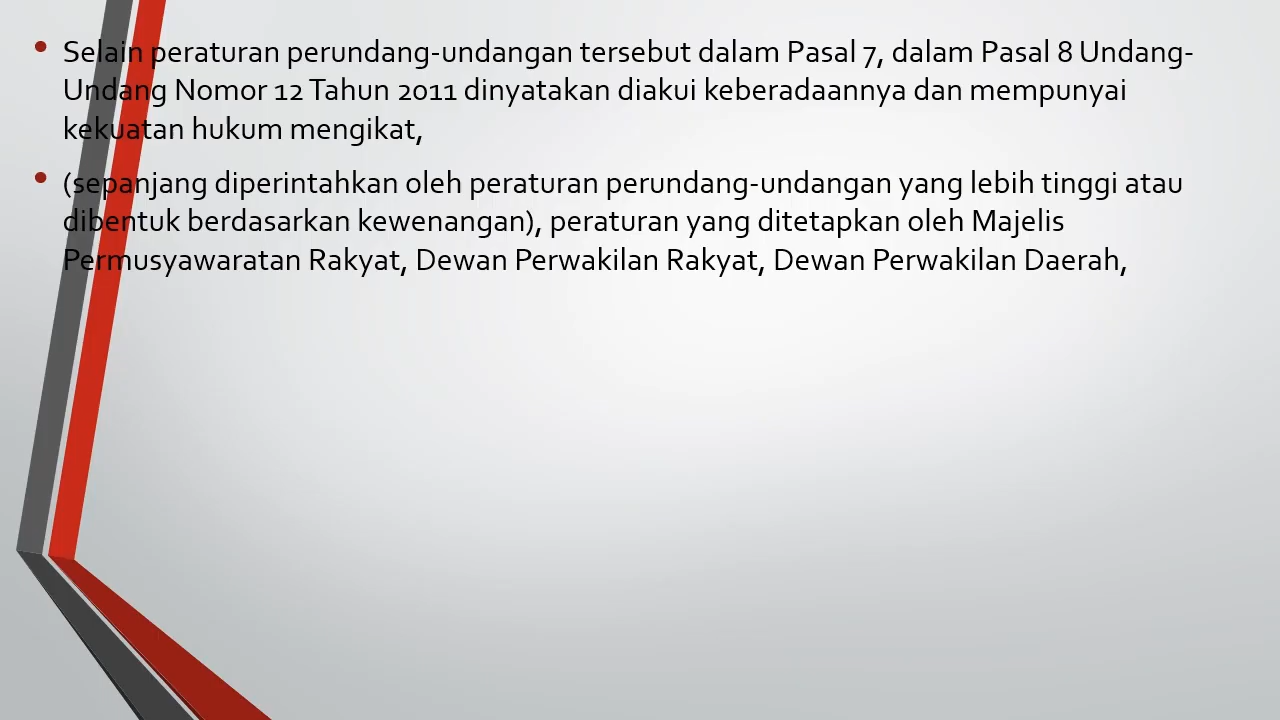 Selain peraturan perundang-undangan tersebut dalam Pasal 7, dalam Pasal 8 Undang-
Undang Nomor 12 Tahun 2011 dinyatakan diakui keberadaannya dan mempunyai
kekuatan hukum mengikat,
(sepanjang diperintahkan oleh peraturan perundang-undangan yang lebih tinggi atau
dibentuk berdasarkan kewenangan), peraturan yang ditetapkan oleh Majelis
Permusyawaratan Rakyat, Dewan Perwakilan Rakyat, Dewan Perwakilan Daerah,